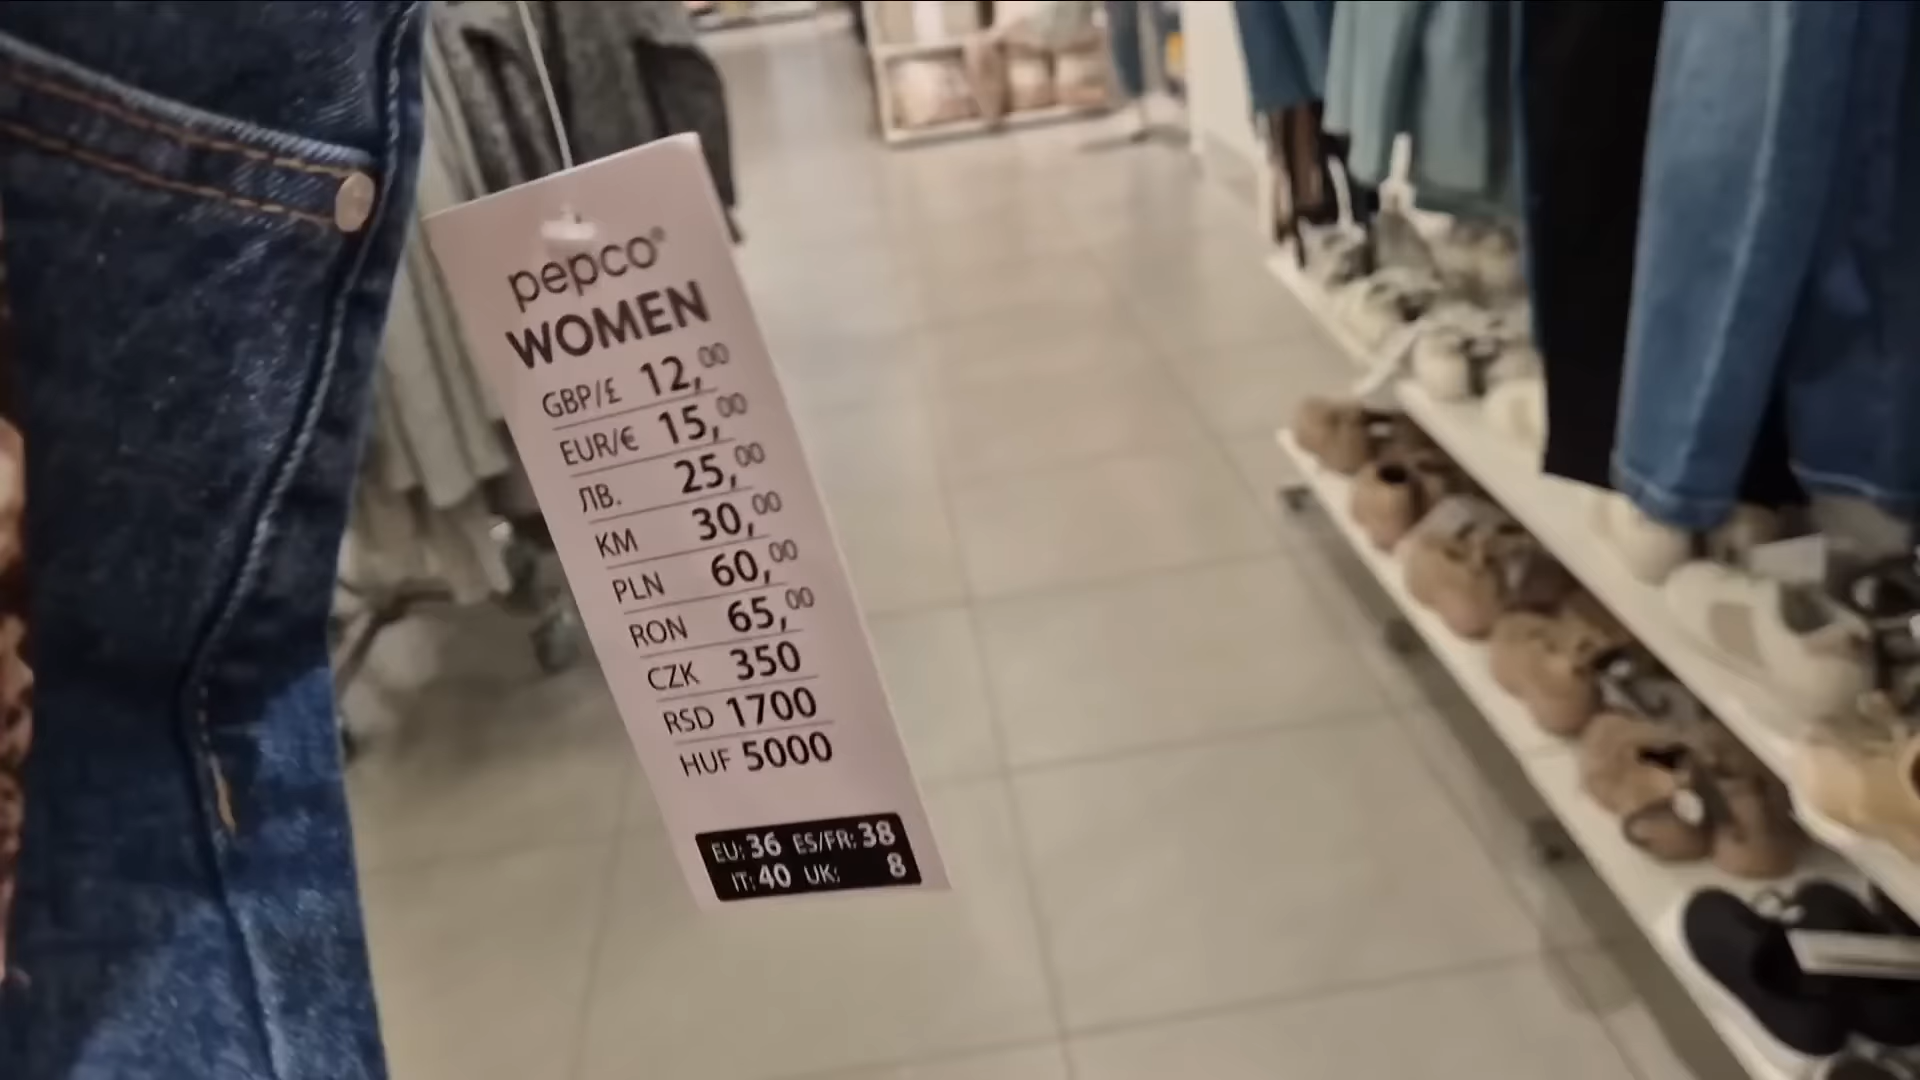 pepco®
WOMEN
GBP/£ 12,00
EUR/€ 15,00
ЛВ. 25,00
KM 30,00
PLN 60,00
RON 65,00
CZK 350
RSD 1700
HUF 5000
EU: 36 ES/FR: 38
IT: 40 UK: 8